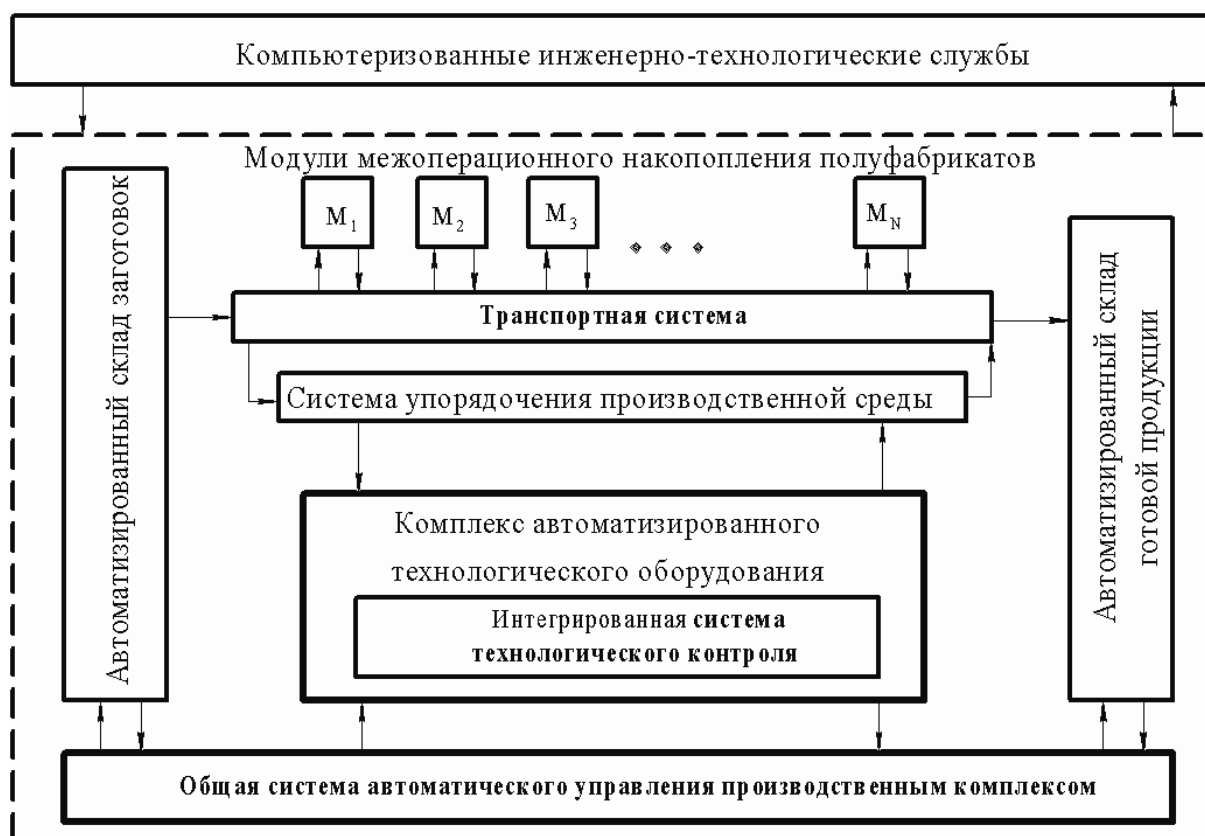 Компьютеризованные инженерно-технологические службы
Модули межоперационного накопопления полуфабрикатов
M1
M2
M3
MN
Автоматизированный склад заготовок
Транспортная система
Система упорядочения производственной среды
Комплекс автоматизированного
технологического оборудования
Интегрированная система
технологического контроля
Автоматизированный склад
готовой продукции
Общая система автоматического управления производственным комплексом